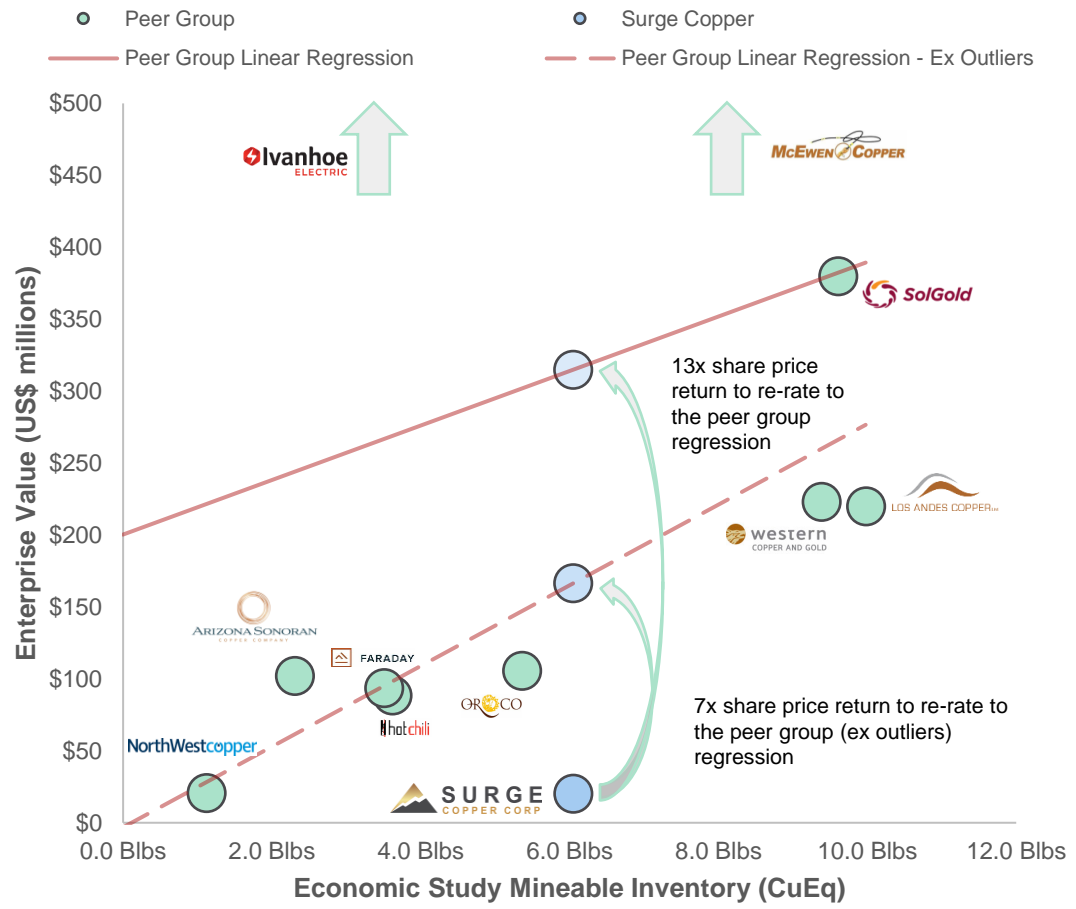 Peer Group
Surge Copper
Peer Group Linear Regression
Peer Group Linear Regression - Ex Outliers
Enterprise Value (US$ millions)
$500
$450
$400
$350
$300
$250
$200
$150
$100
$50
$0
Ivanhoe
ELECTRIC
McEWEN COPPER
SolGold
13x share price
return to re-rate to
the peer group
regression
LOS ANDES COPPER LTD
western
COPPER AND GOLD
ARIZONA SONORAN
COPPER COMPANY
FARADAY
OROCO
hot chili
7x share price return to re-rate to
the peer group (ex outliers)
regression
NorthWestcopper
SURGE
COPPER CORP
0.0 Blbs
2.0 Blbs
4.0 Blbs
6.0 Blbs
8.0 Blbs
10.0 Blbs
12.0 Blbs
Economic Study Mineable Inventory (CuEq)